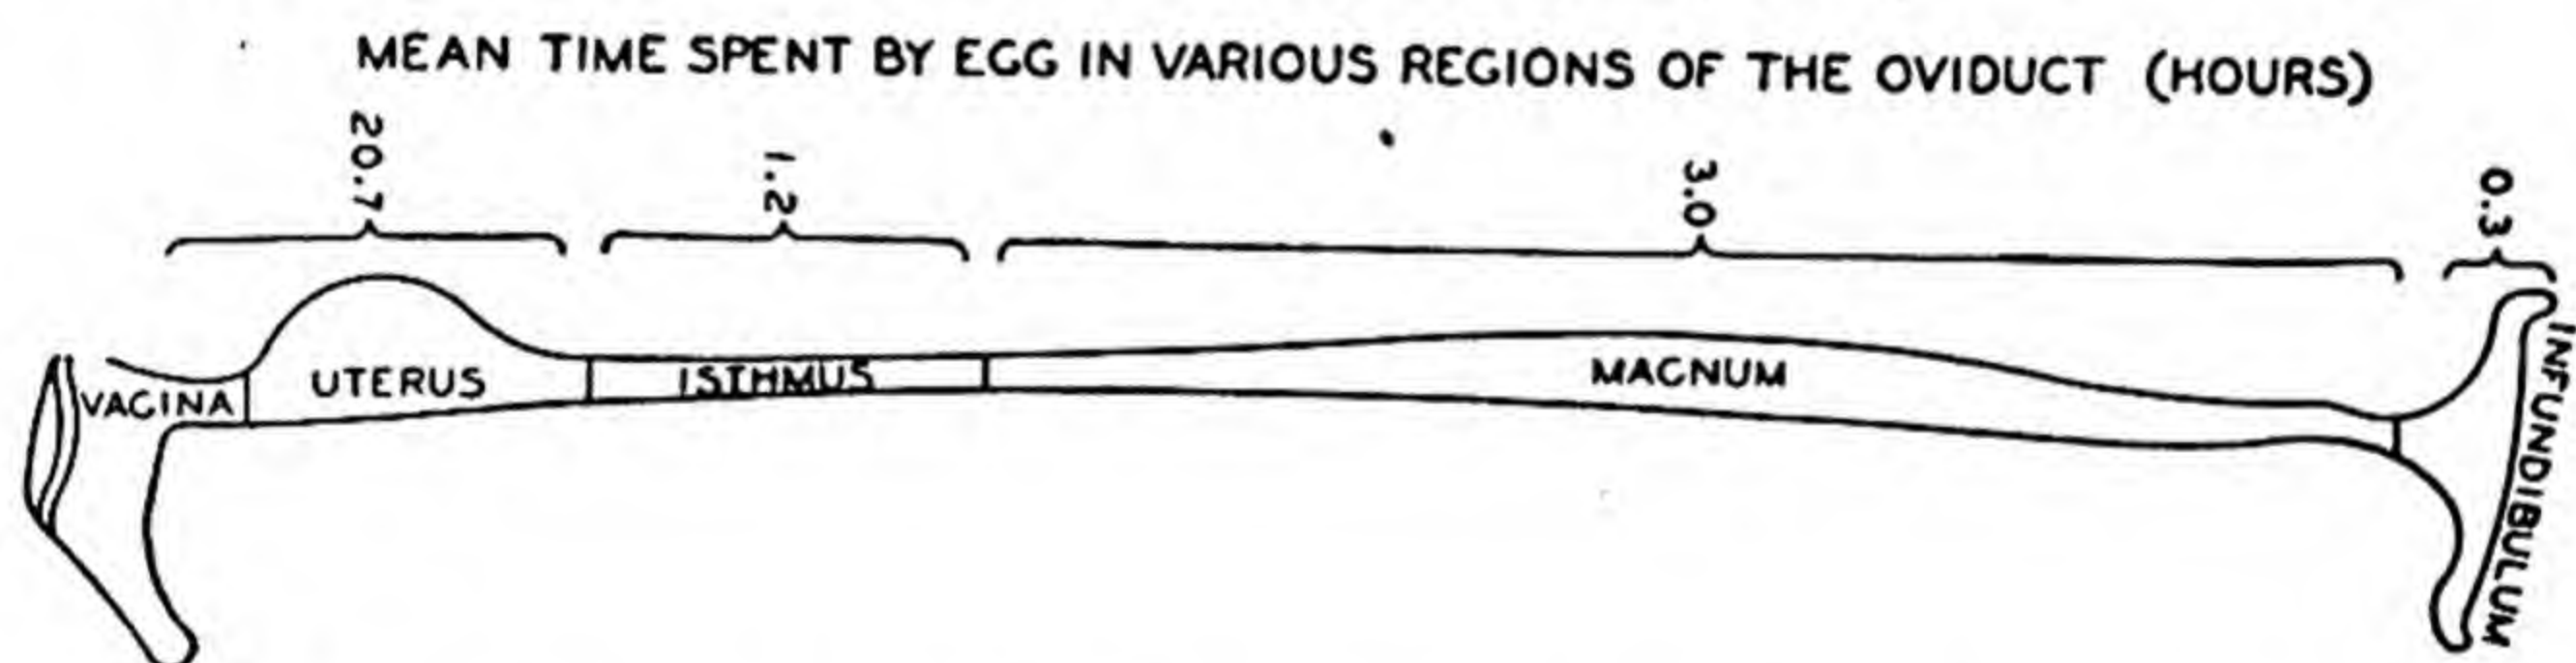 MEAN TIME SPENT BY EGG IN VARIOUS REGIONS OF THE OVIDUCT (HOURS)
20.7
1.2
3.0
0.3
VAGINA
UTERUS
ISTHMUS
MAGNUM
INFUNDIBULUM